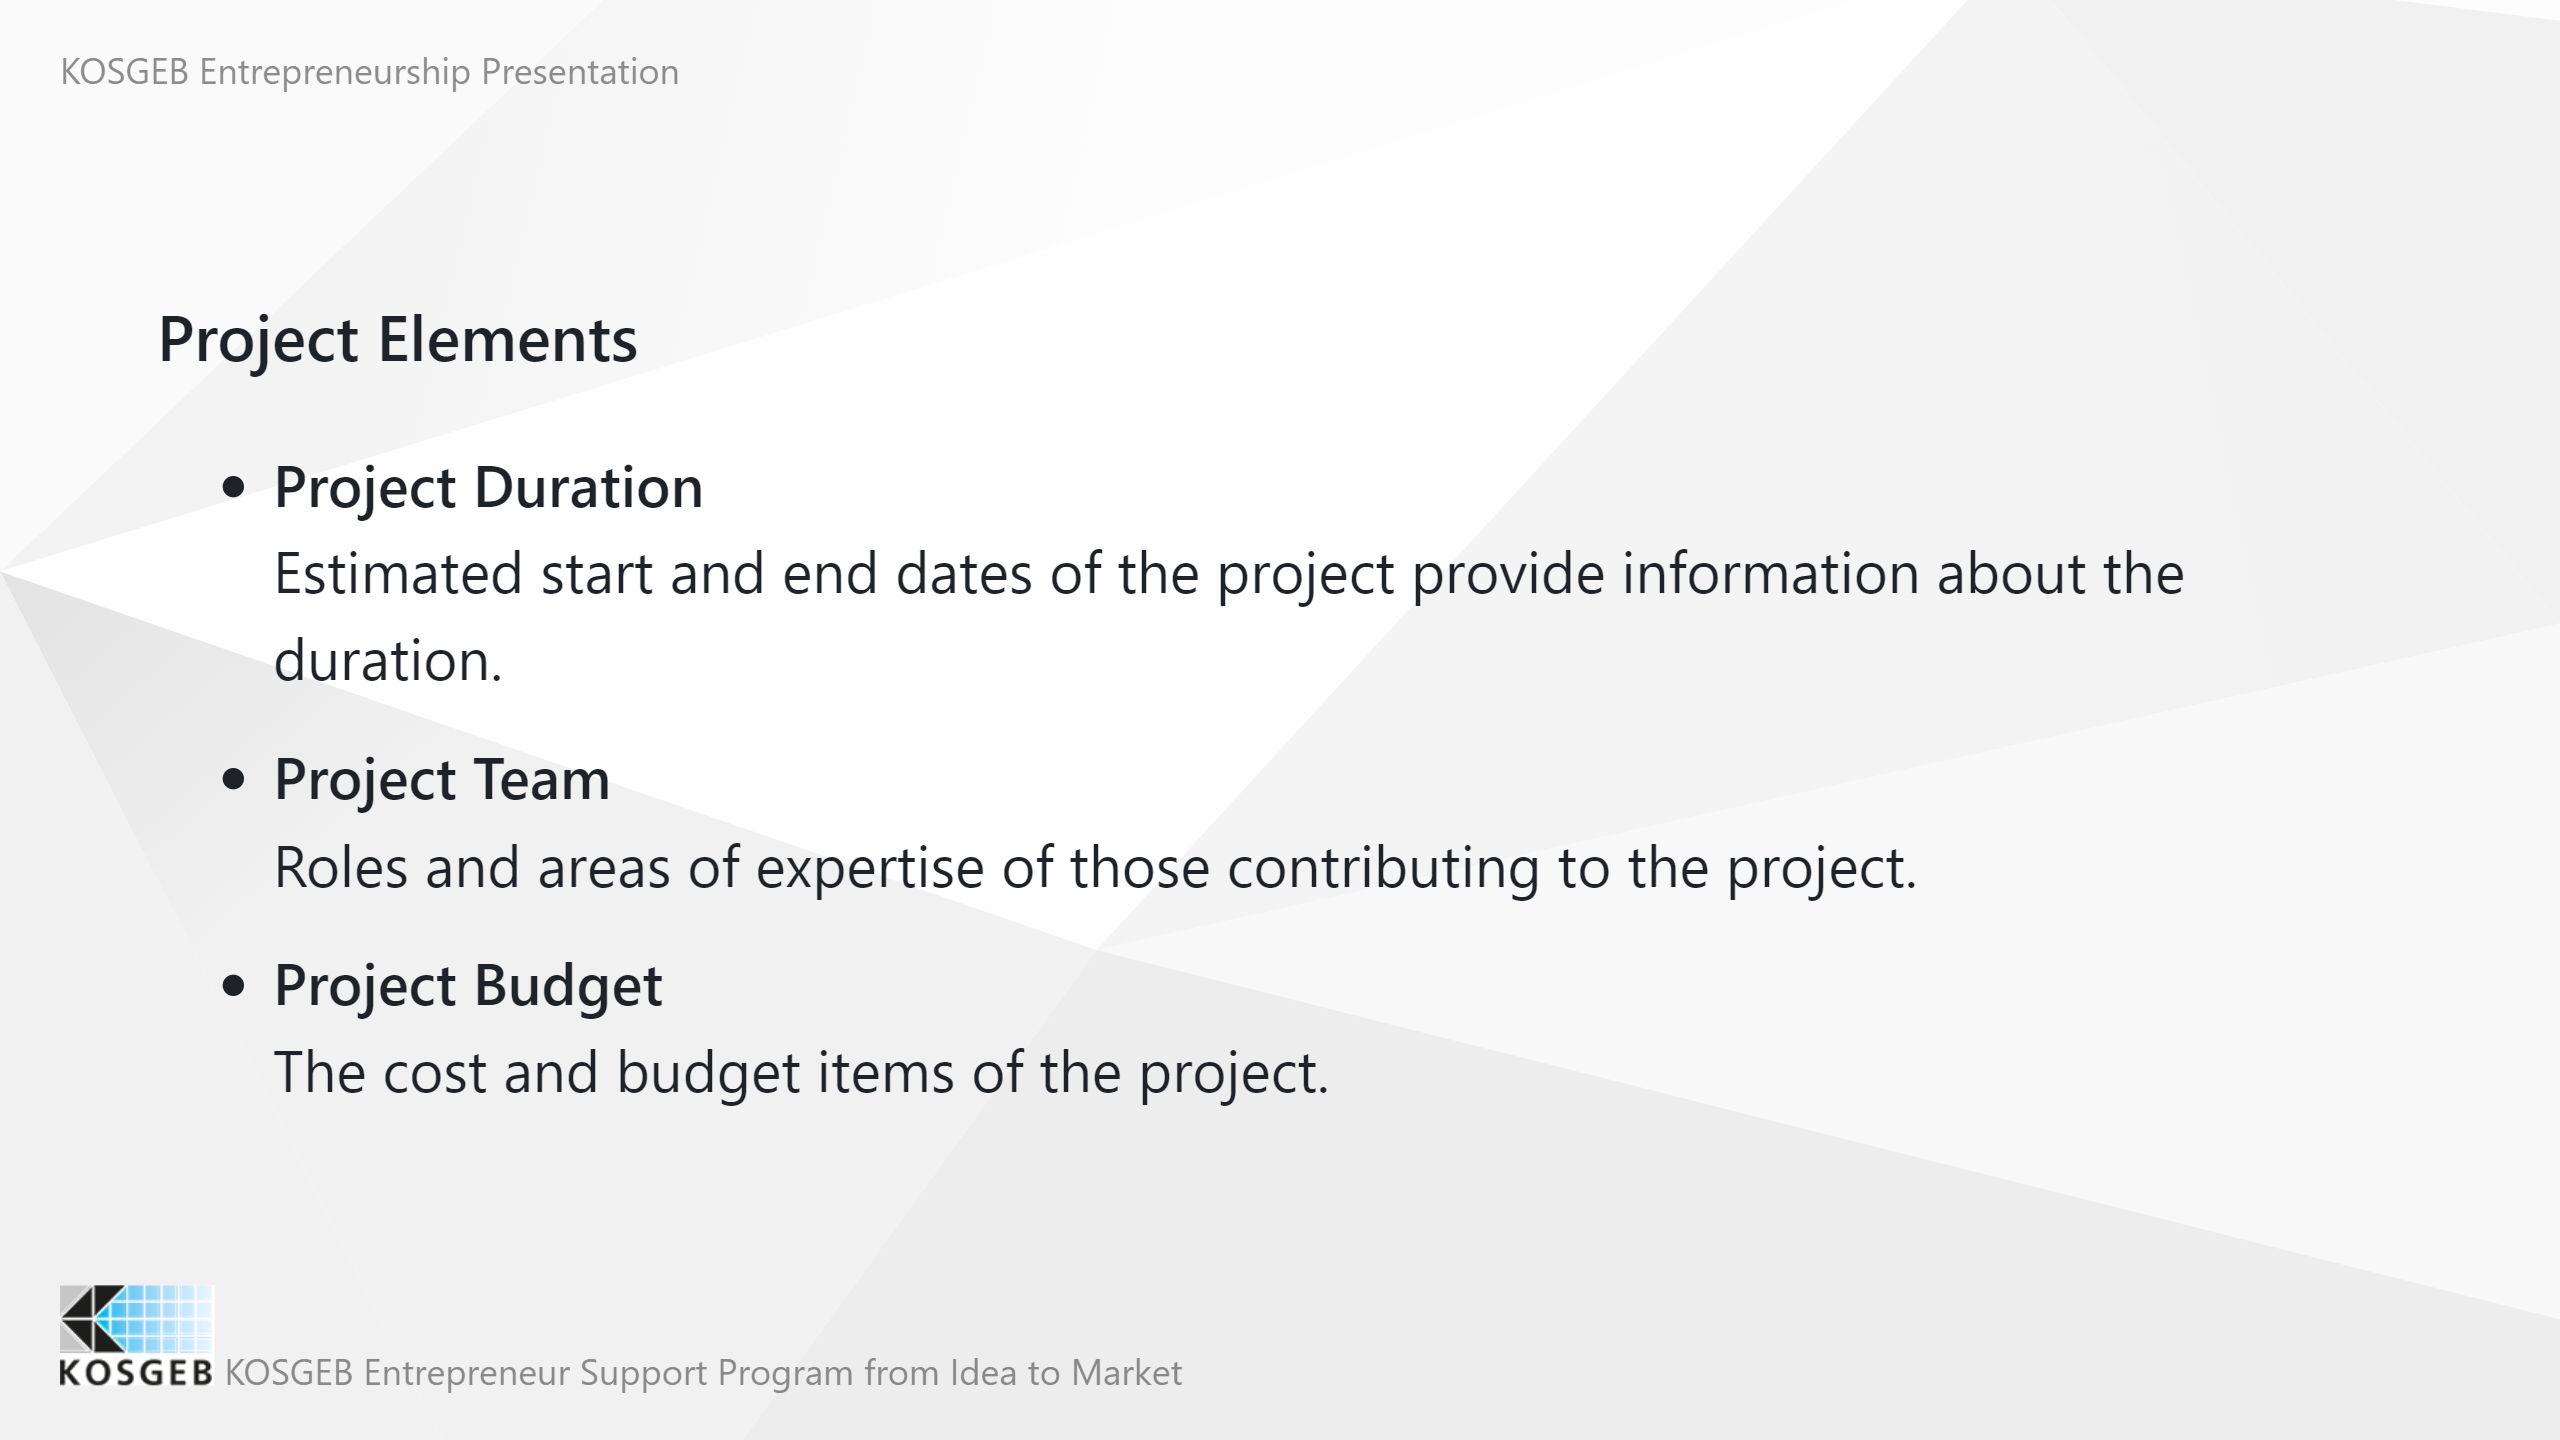 KOSGEB Entrepreneurship Presentation
Project Elements
• Project Duration
Estimated start and end dates of the project provide information about the
duration.
• Project Team
Roles and areas of expertise of those contributing to the project.
• Project Budget
The cost and budget items of the project.
KOSGEB KOSGEB Entrepreneur Support Program from Idea to Market